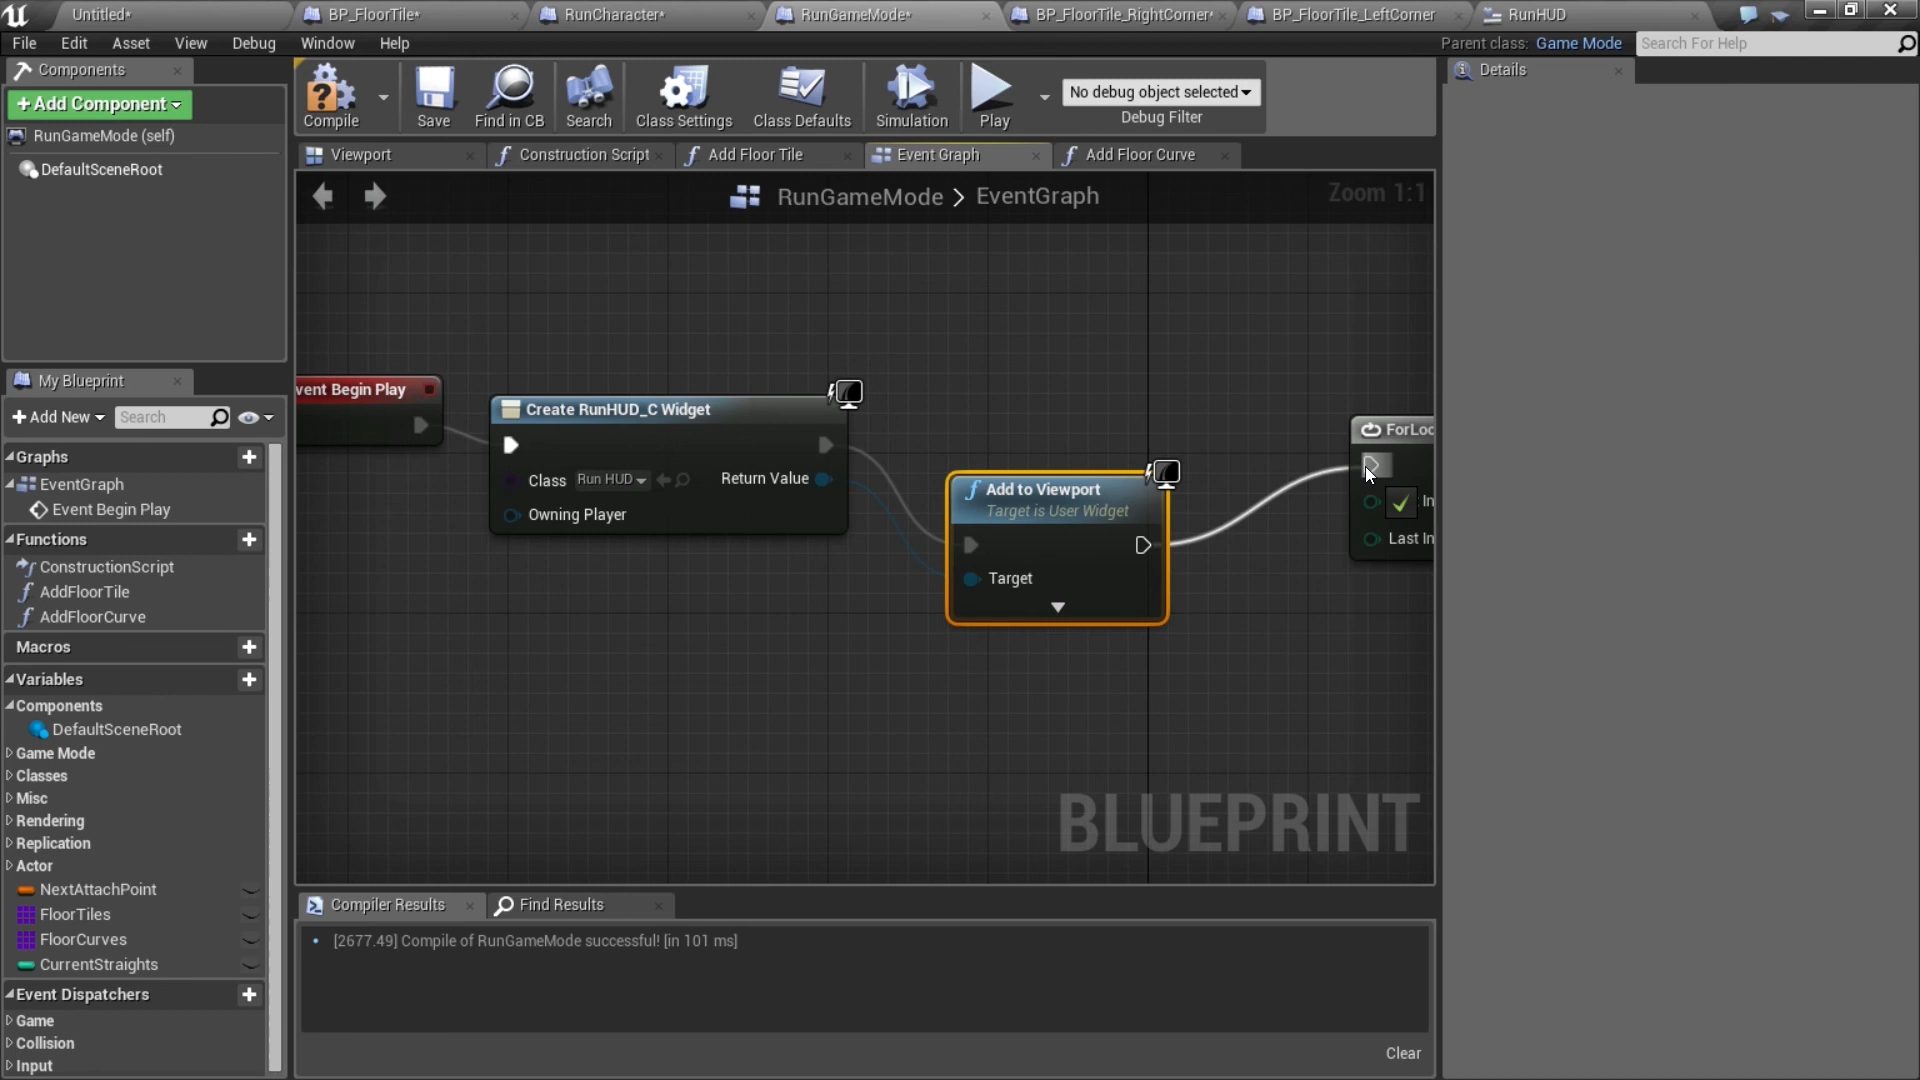 Untitled*
BP_FloorTile*
RunCharacter*
RunGameMode*
BP_FloorTile_RightCorner*
BP_FloorTile_LeftCorner
RunHUD
File Edit Asset View Debug Window Help
Parent class: Game Mode
Search For Help
Components
+Add Component
RunGameMode (self)
DefaultSceneRoot
Compile
Save
Find in CB
Search
Class Settings
Class Defaults
Simulation
Play
No debug object selected
Debug Filter
Details
Viewport
Construction Script
Add Floor Tile
Event Graph
Add Floor Curve
RunGameMode > EventGraph
Zoom 1:1
vent Begin Play
Create RunHUD_C Widget
Class Run HUD
Return Value
Owning Player
Add to Viewport
Target is User Widget
Target
ForLoo
In
Last In
BLUEPRINT
My Blueprint
+Add New
Search
Graphs
EventGraph
Event Begin Play
Functions
ConstructionScript
AddFloorTile
AddFloorCurve
Macros
Variables
Components
DefaultSceneRoot
Game Mode
Classes
Misc
Rendering
Replication
Actor
NextAttachPoint
FloorTiles
FloorCurves
CurrentStraights
Event Dispatchers
Game
Collision
Input
Compiler Results
Find Results
[2677.49] Compile of RunGameMode successful! [in 101 ms]
Clear